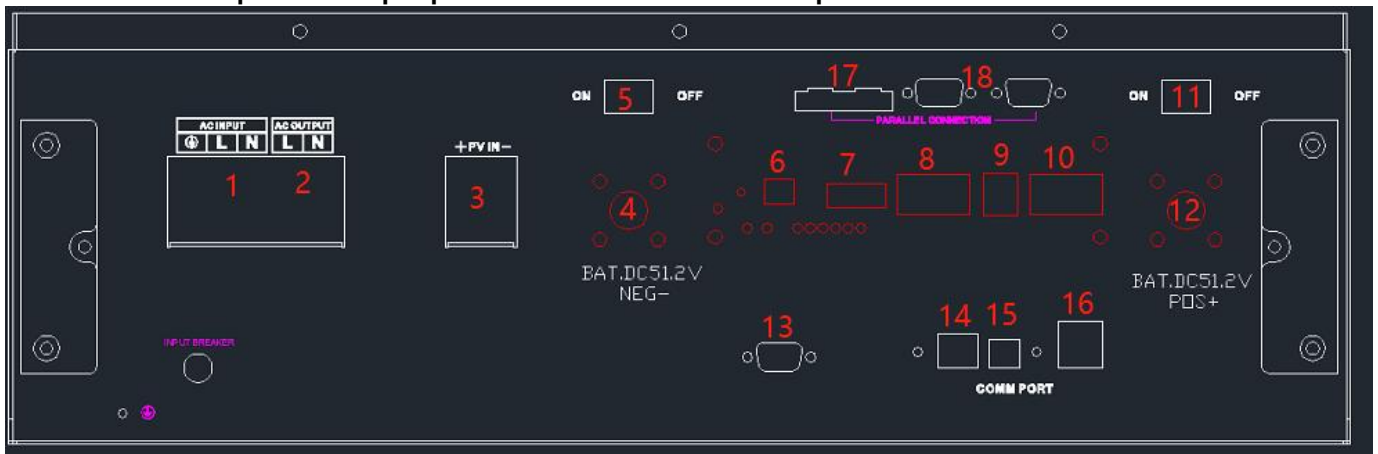 17 18
ON 5 OFF
ON 11 OFF
PARALLEL CONNECTION
AC INPUT AC OUTPUT
L N L N
+PV IN-
1 2
3
4
6
7
8
9
10
12
BAT.DC51.2V
NEG-
BAT.DC51.2V
POS+
13
14 15 16
INPUT BREAKER
COMM PORT